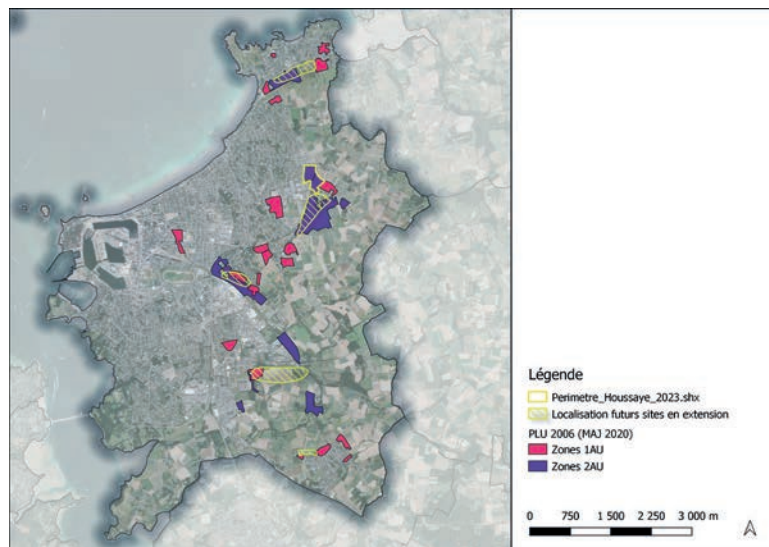 Légende
Perimetre_Houssaye_2023.shx
Localisation futurs sites en extension
PLU 2006 (MAJ 2020)
Zones 1AU
Zones 2AU
0 750 1 500 2 250 3 000 m